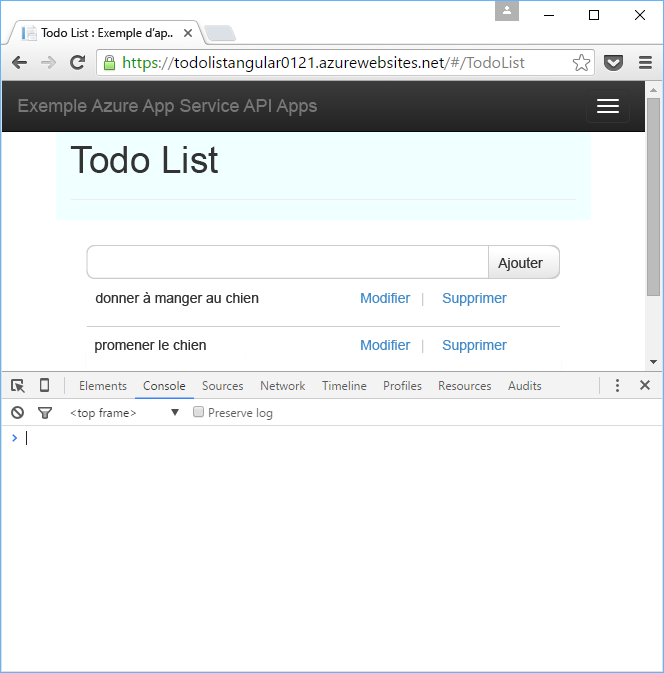 Todo List : Exemple d'ap..
https://todolistangular0121.azurewebsites.net/#/TodoList
Exemple Azure App Service API Apps
Todo List
Ajouter
donner à manger au chien Modifier | Supprimer
promener le chien Modifier | Supprimer
Elements Console Sources Network Timeline Profiles Resources Audits
<top frame> ▼ Preserve log